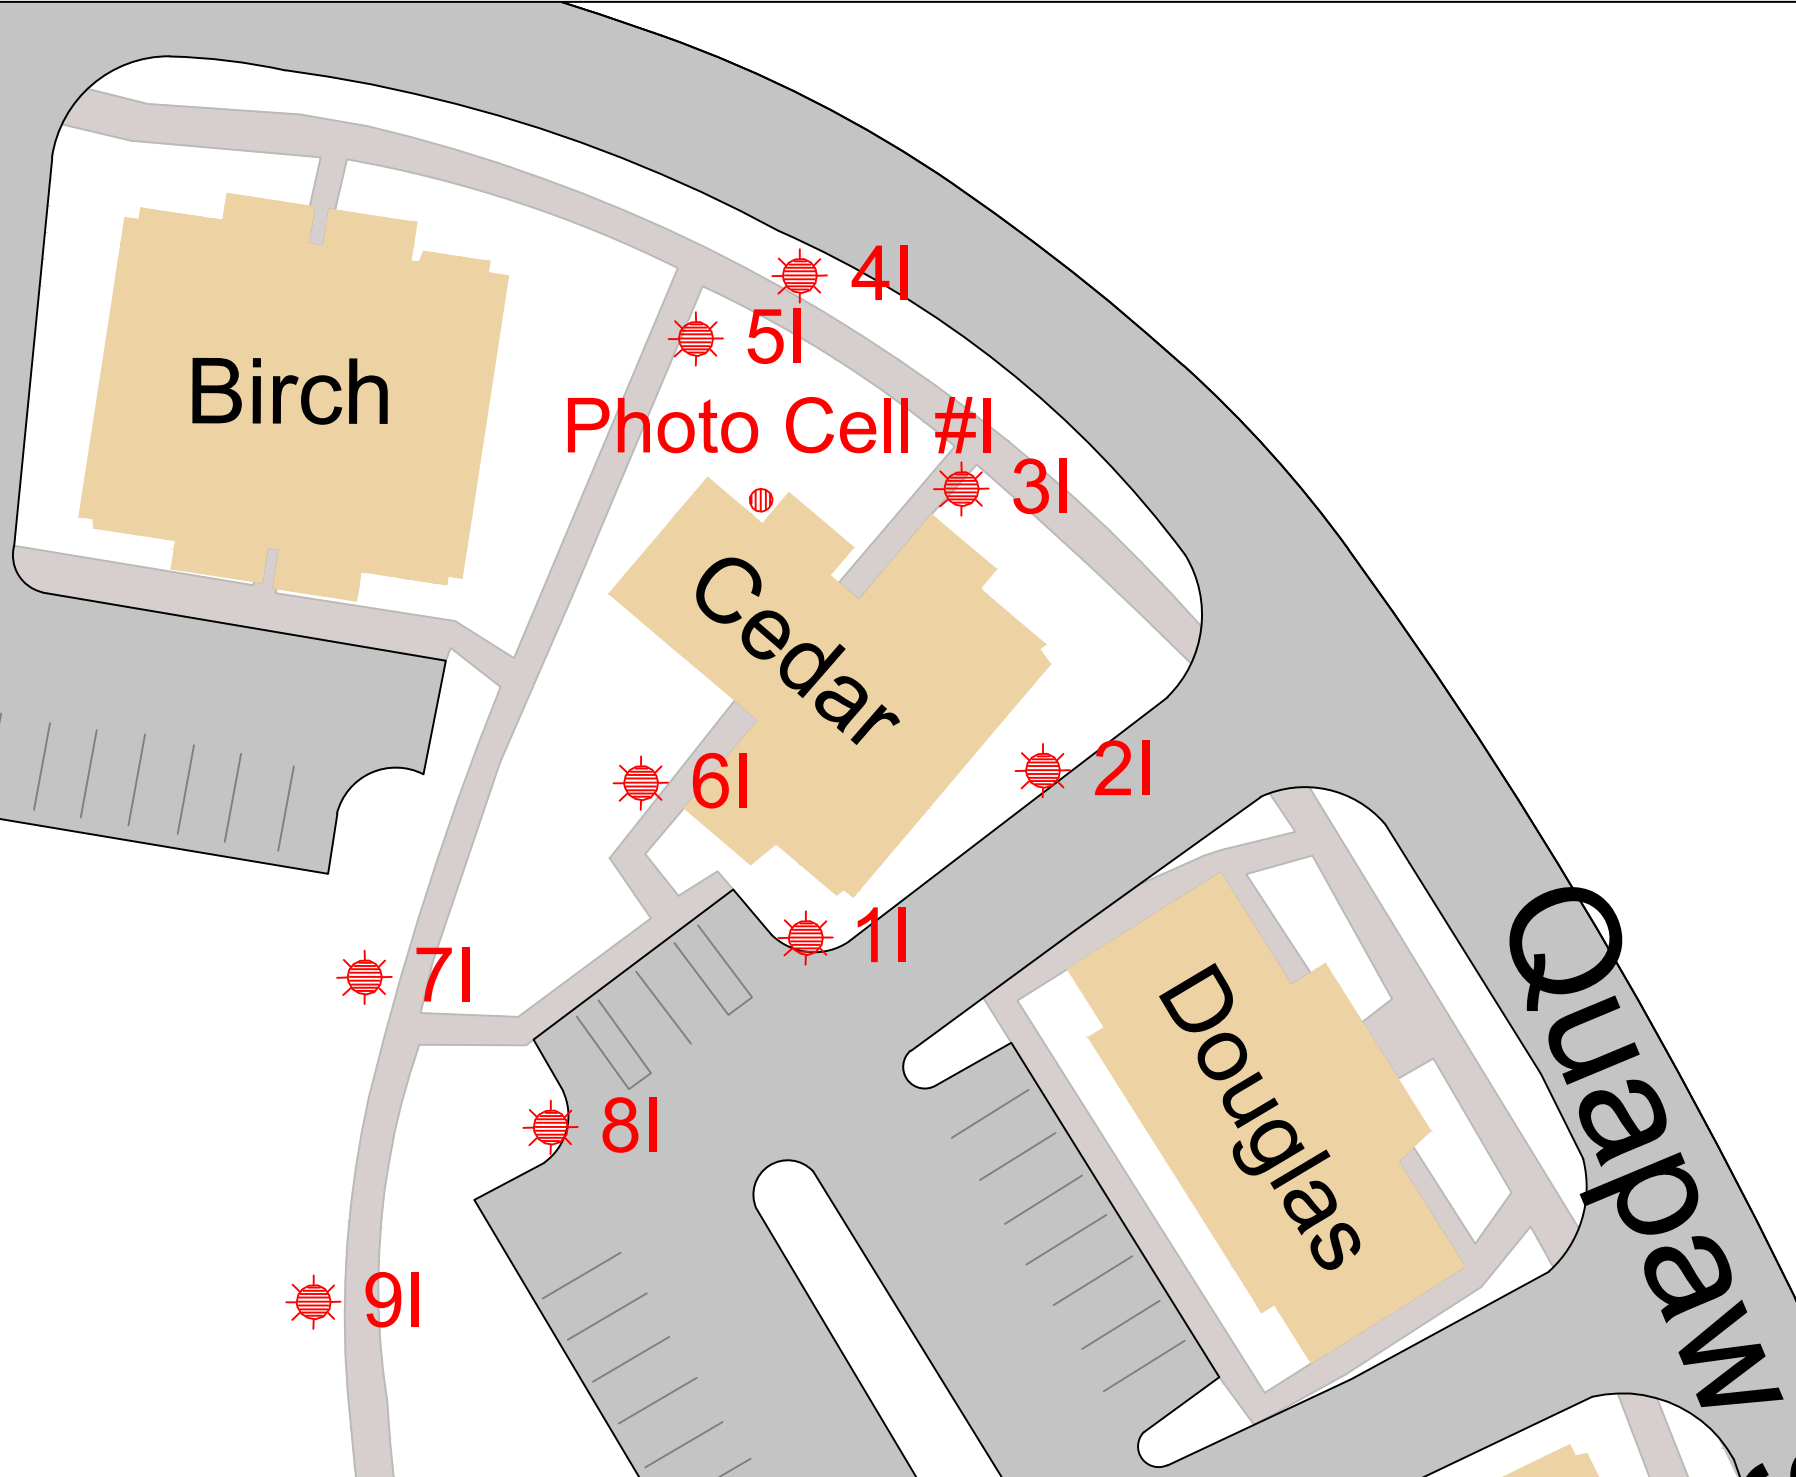 4I
5I
Birch
Photo Cell #I
3I
Cedar
6I
2I
1I
7I
Quapaw
Douglas
8I
9I